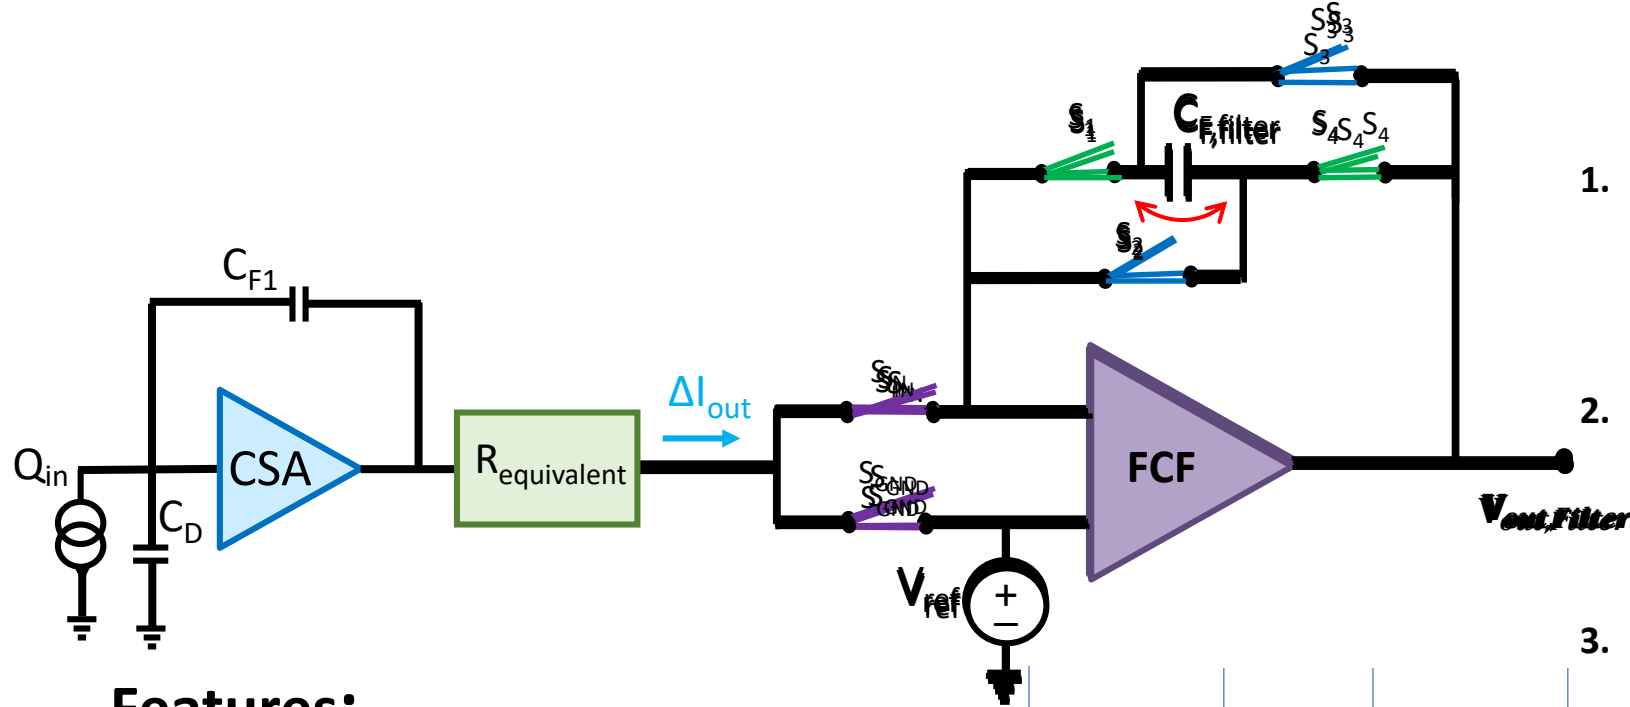 S3
S1
CF,filter
S4
1.
S2
CF1
SIN
ΔIout
2.
Qin
CSA
Requivalent
FCF
SGND
CD
Vout,Filter
Vref
+
−
3.
Features: